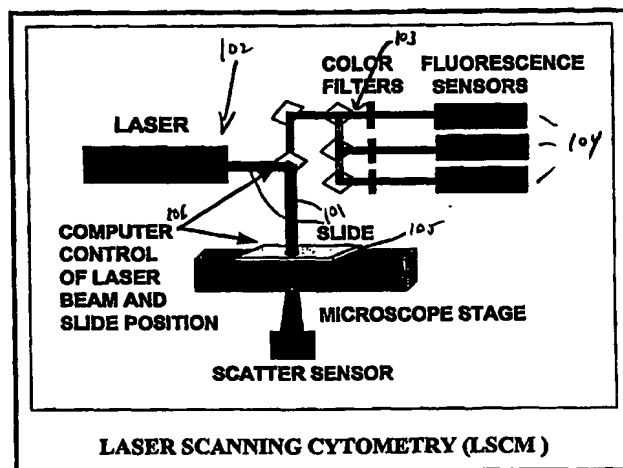 102
103
COLOR
FILTERS
FLUORESCENCE
SENSORS
LASER
104
106
101
COMPUTER
CONTROL
OF LASER
BEAM AND
SLIDE POSITION
SLIDE
105
MICROSCOPE STAGE
SCATTER SENSOR
LASER SCANNING CYTOMETRY (LSCM )